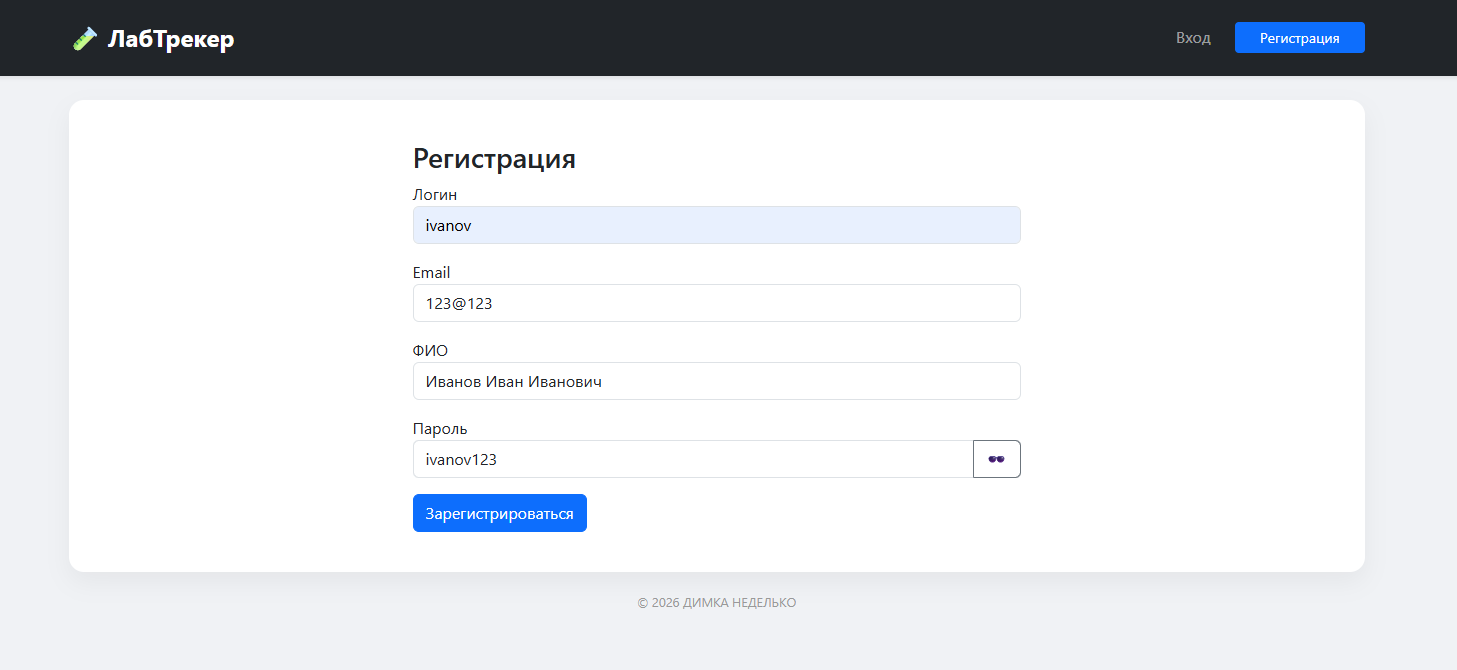 ЛабТрекер
Вход
Регистрация
Регистрация
Логин
ivanov
Email
123@123
ФИО
Иванов Иван Иванович
Пароль
ivanov123
Зарегистрироваться
© 2026 ДИМКА НЕДЕЛЬКО